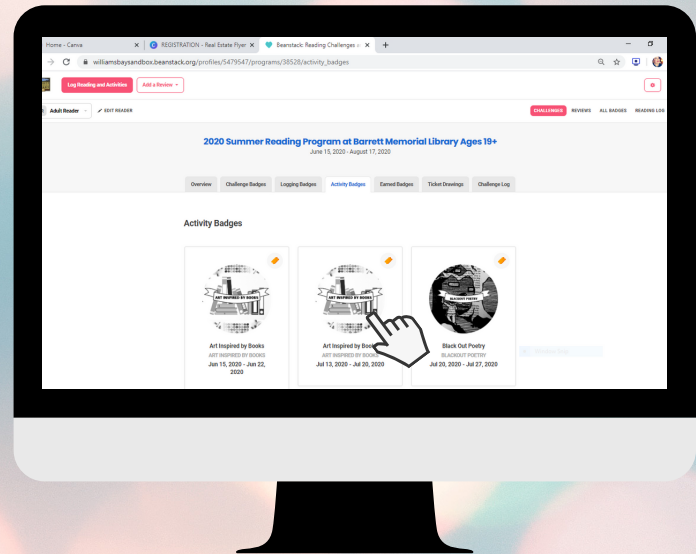 Home - Canva
REGISTRATION - Real Estate Flyer
Beanstack: Reading Challenges
williamsbaysandbox.beanstack.org/profiles/5479547/programs/38528/activity_badges
Log Reading and Activities
Add a Review
Adult Reader
EDIT READER
CHALLENGES
REVIEWS
ALL BADGES
READING LOG
2020 Summer Reading Program at Barrett Memorial Library Ages 19+
June 15, 2020 - August 17, 2020
Overview
Challenge Badges
Logging Badges
Activity Badges
Earned Badges
Ticket Drawings
Challenge Log
Activity Badges
ART INSPIRED BY BOOKS
Art Inspired by Books
ART INSPIRED BY BOOKS
Jun 15, 2020 - Jun 22,
2020
ART INSPIRED BY BOOKS
Art Inspired by Book
ART INSPIRED BY BOOKS
Jul 13, 2020 - Jul 20, 2020
BLACKOUT POETRY
Black Out Poetry
BLACKOUT POETRY
Jul 20, 2020 - Jul 27, 2020